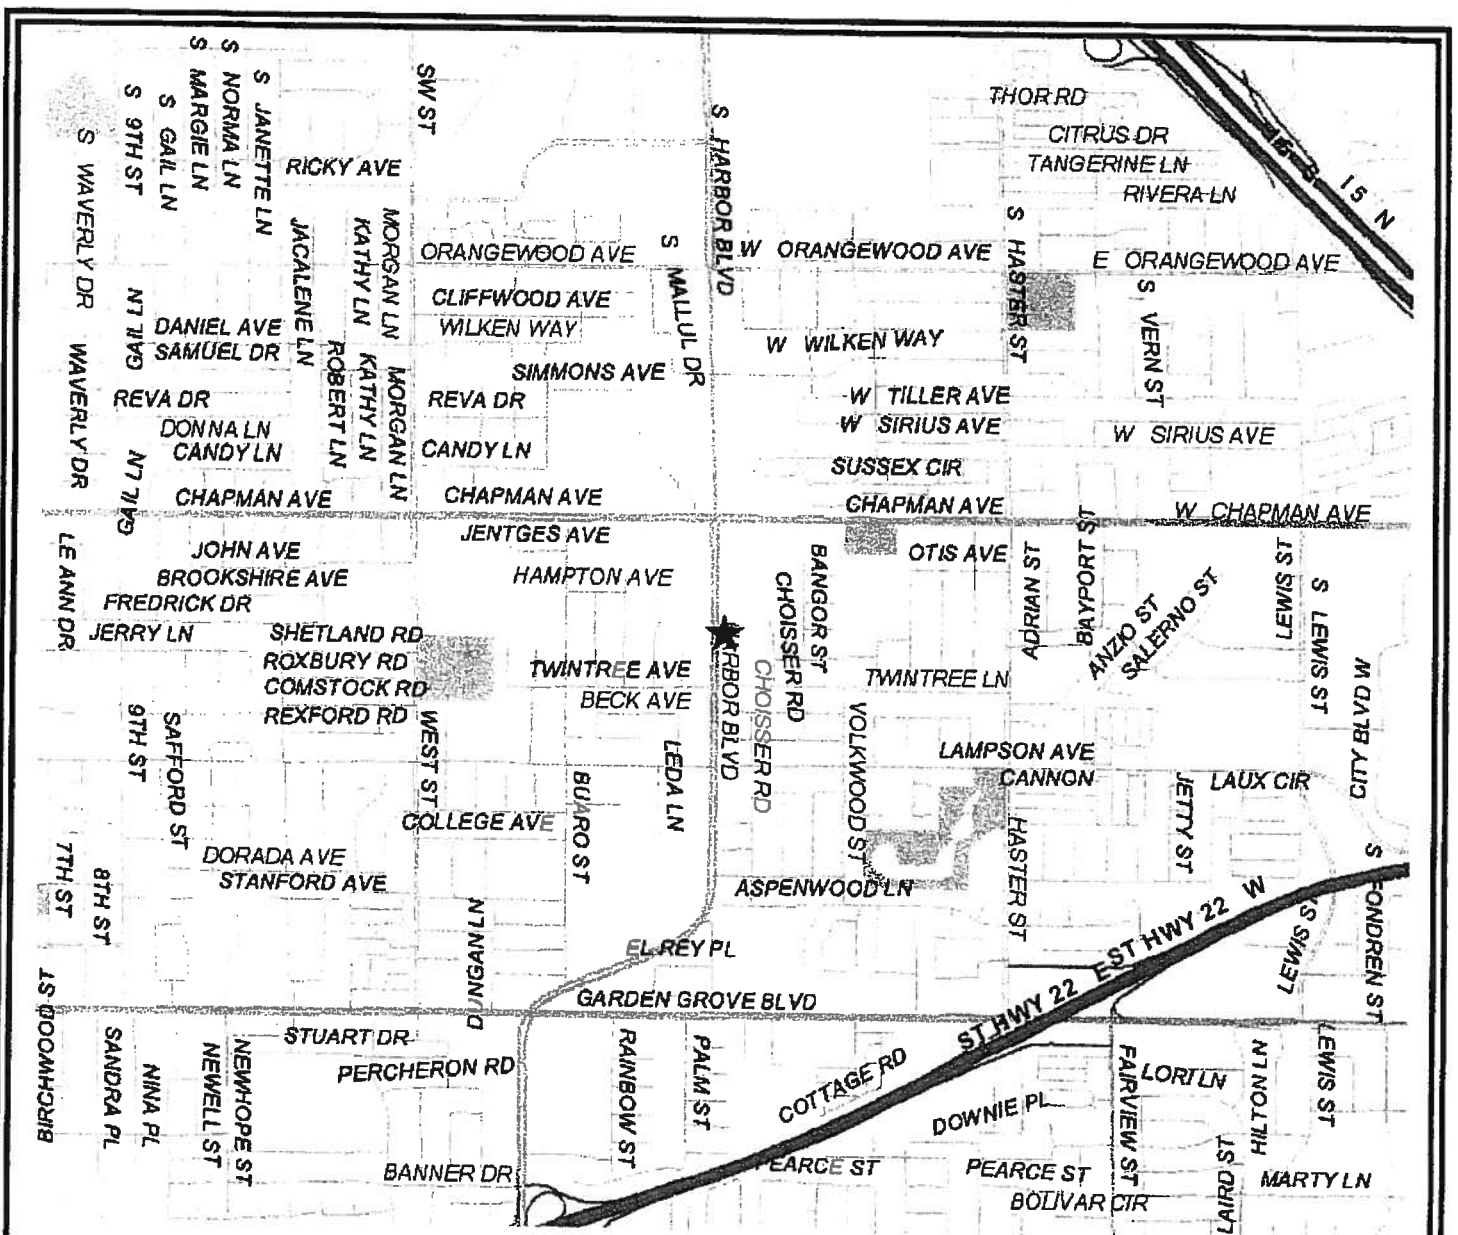 S MARGIE LN
S NORMA LN
S JANETTE LN
S 9TH ST
S GAIL LN
S WAVERLY DR
SW ST
S HARBOR BLVD
THOR RD
CITRUS DR
TANGERINE LN
RIVERA LN
I 5 N
RICKY AVE
JACALENE LN
KATHY LN
MORGAN LN
ORANGEWOOD AVE
S MALLUL DR
W ORANGEWOOD AVE
S HASTER ST
E ORANGEWOOD AVE
CLIFFWOOD AVE
WILKEN WAY
GAIL LN
DANIEL AVE
SAMUEL DR
W WILKEN WAY
S VERN ST
WAVERLY DR
ROBERT LN
KATHY LN
MORGAN LN
SIMMONS AVE
REVA DR
REVA DR
W TILLER AVE
DONNA LN
W SIRIUS AVE
W SIRIUS AVE
CANDY LN
CANDY LN
GAIL LN
SUSSEX CIR
CHAPMAN AVE
CHAPMAN AVE
CHAPMAN AVE
W CHAPMAN AVE
JENTGES AVE
LE ANN DR
JOHN AVE
BROOKSHIRE AVE
HAMPTON AVE
OTIS AVE
BANGOR ST
CHOISSER RD
ADRIAN ST
BAYPORT ST
ANZIO ST
SALERNO ST
LEWIS ST
S LEWIS ST
FREDRICK DR
JERRY LN
SHETLAND RD
ROXBURY RD
COMSTOCK RD
REXFORD RD
TWINTREE AVE
BECK AVE
ARBOR BLVD
CHOISSER RD
TWINTREE LN
CITY BLVD W
9TH ST
SAFFORD ST
WEST ST
LEDA LN
VOLKWOOD ST
LAMPSON AVE
CANNON
LAUX CIR
JETTY ST
BUARO ST
COLLEGE AVE
HASTER ST
DORADA AVE
STANFORD AVE
7TH ST
8TH ST
ASPENWOOD LN
DUNGAN LN
EL REY PL
ST HWY 22 E
ST HWY 22 W
LEWIS ST
S FONDREN ST
BIRCHWOOD ST
GARDEN GROVE BLVD
STUART DR
PERCHERON RD
SANDRA PL
NINA PL
NEWELL ST
NEWHOPE ST
RAINBOW ST
PALM ST
COTTAGE RD
DOWNIE PL
FAIRVIEW ST
LORI LN
HILTON LN
LEWIS ST
BANNER DR
PEARCE ST
PEARCE ST
BOLIVAR CIR
LAIRD ST
MARTY LN